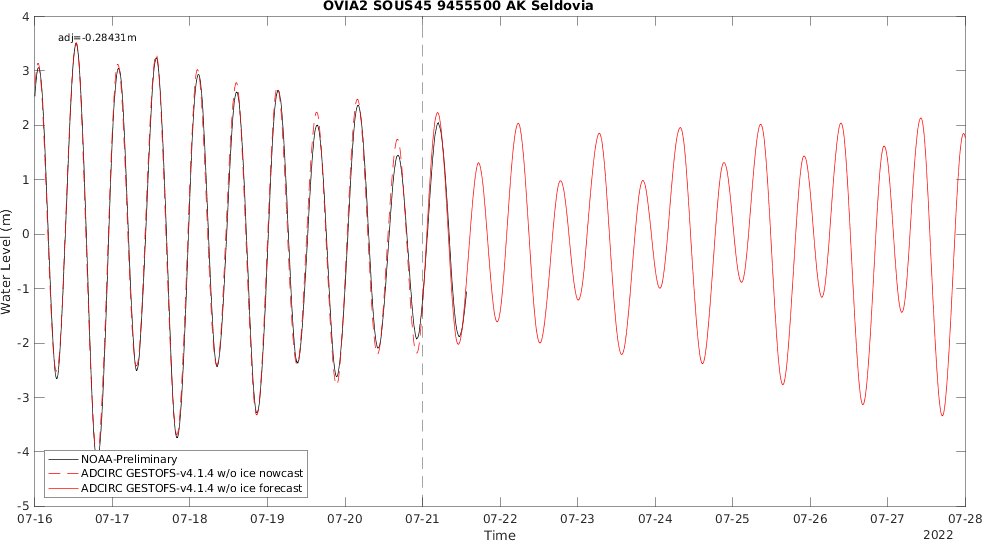 OVIA2 SOUS45 9455500 AK Seldovia
adj=-0.28431m
4
3
2
1
0
-1
-2
-3
-4
-5
Water Level (m)
NOAA-Preliminary
ADCIRC GESTOFS-v4.1.4 w/o ice nowcast
ADCIRC GESTOFS-v4.1.4 w/o ice forecast
07-16 07-17 07-18 07-19 07-20 07-21 07-22 07-23 07-24 07-25 07-26 07-27 07-28
Time
2022